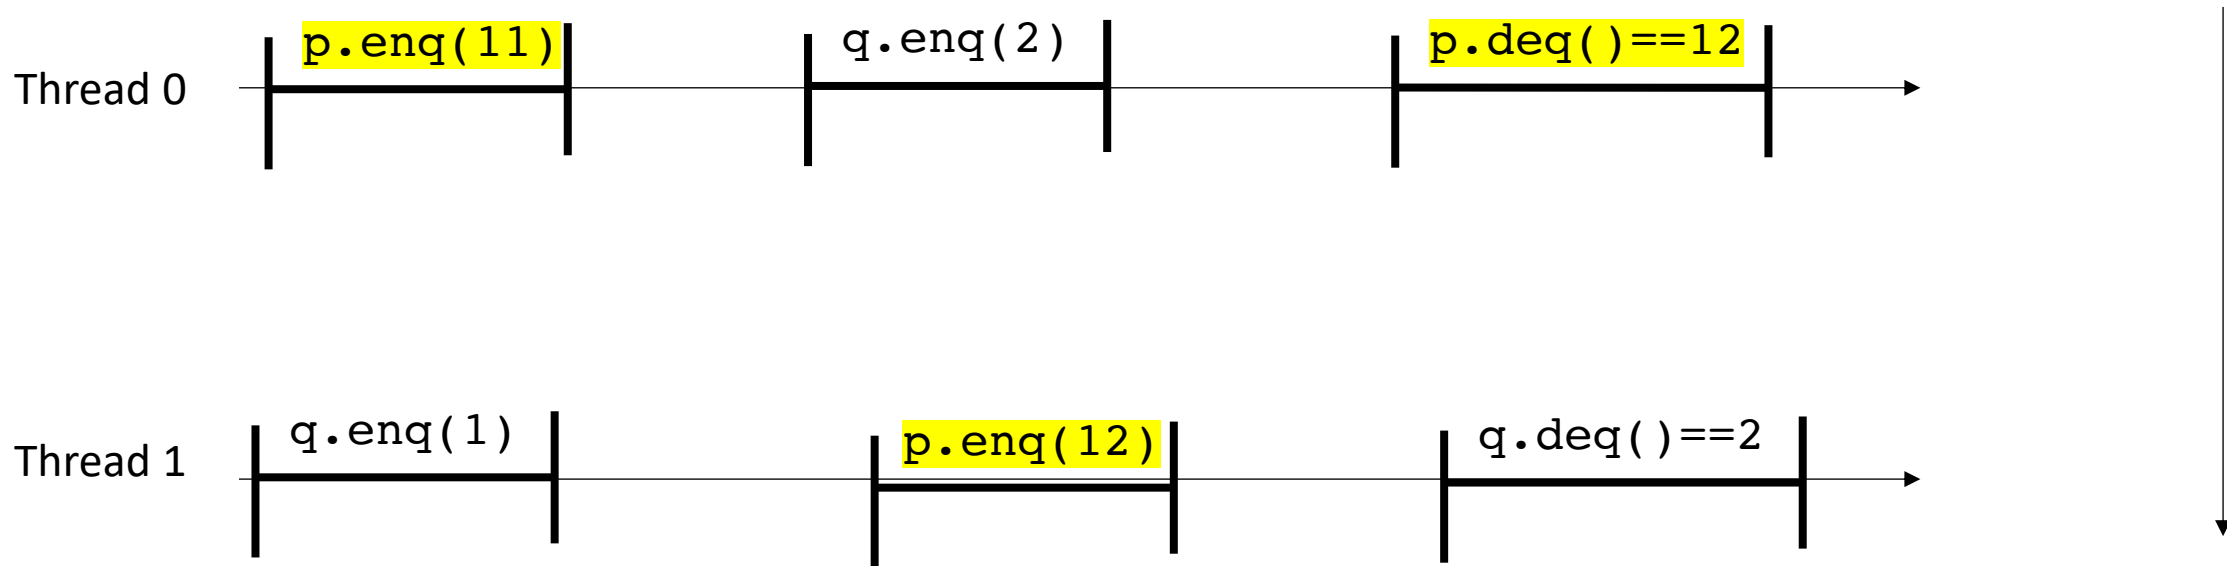 p.enq(11) q.enq(2) p.deq()==12
Thread 0
q.enq(1) p.enq(12) q.deq()==2
Thread 1